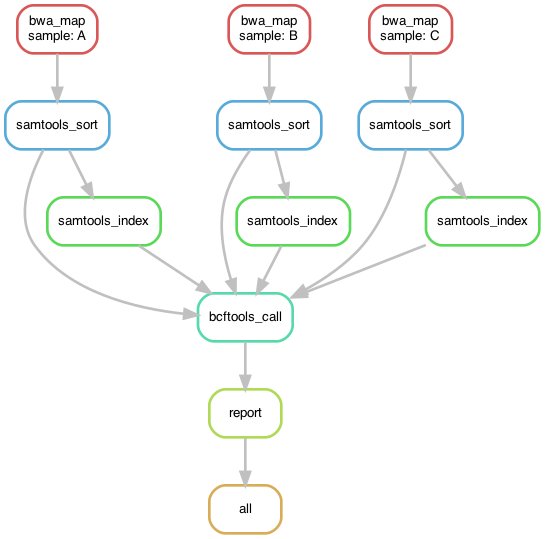 bwa_map
sample: A
bwa_map
sample: B
bwa_map
sample: C
samtools_sort
samtools_sort
samtools_sort
samtools_index
samtools_index
samtools_index
bcftools_call
report
all